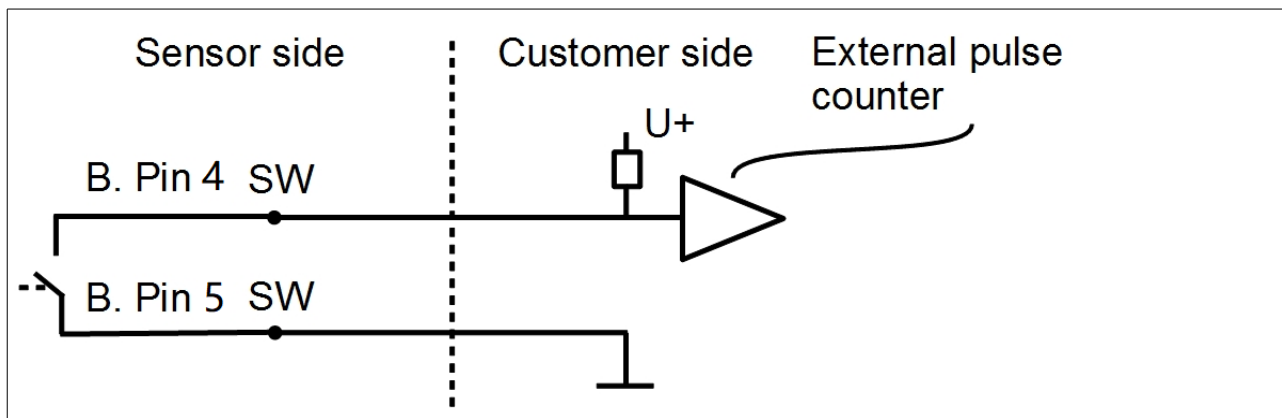 Sensor side
Customer side
External pulse
counter
U+
B. Pin 4 SW
B. Pin 5 SW